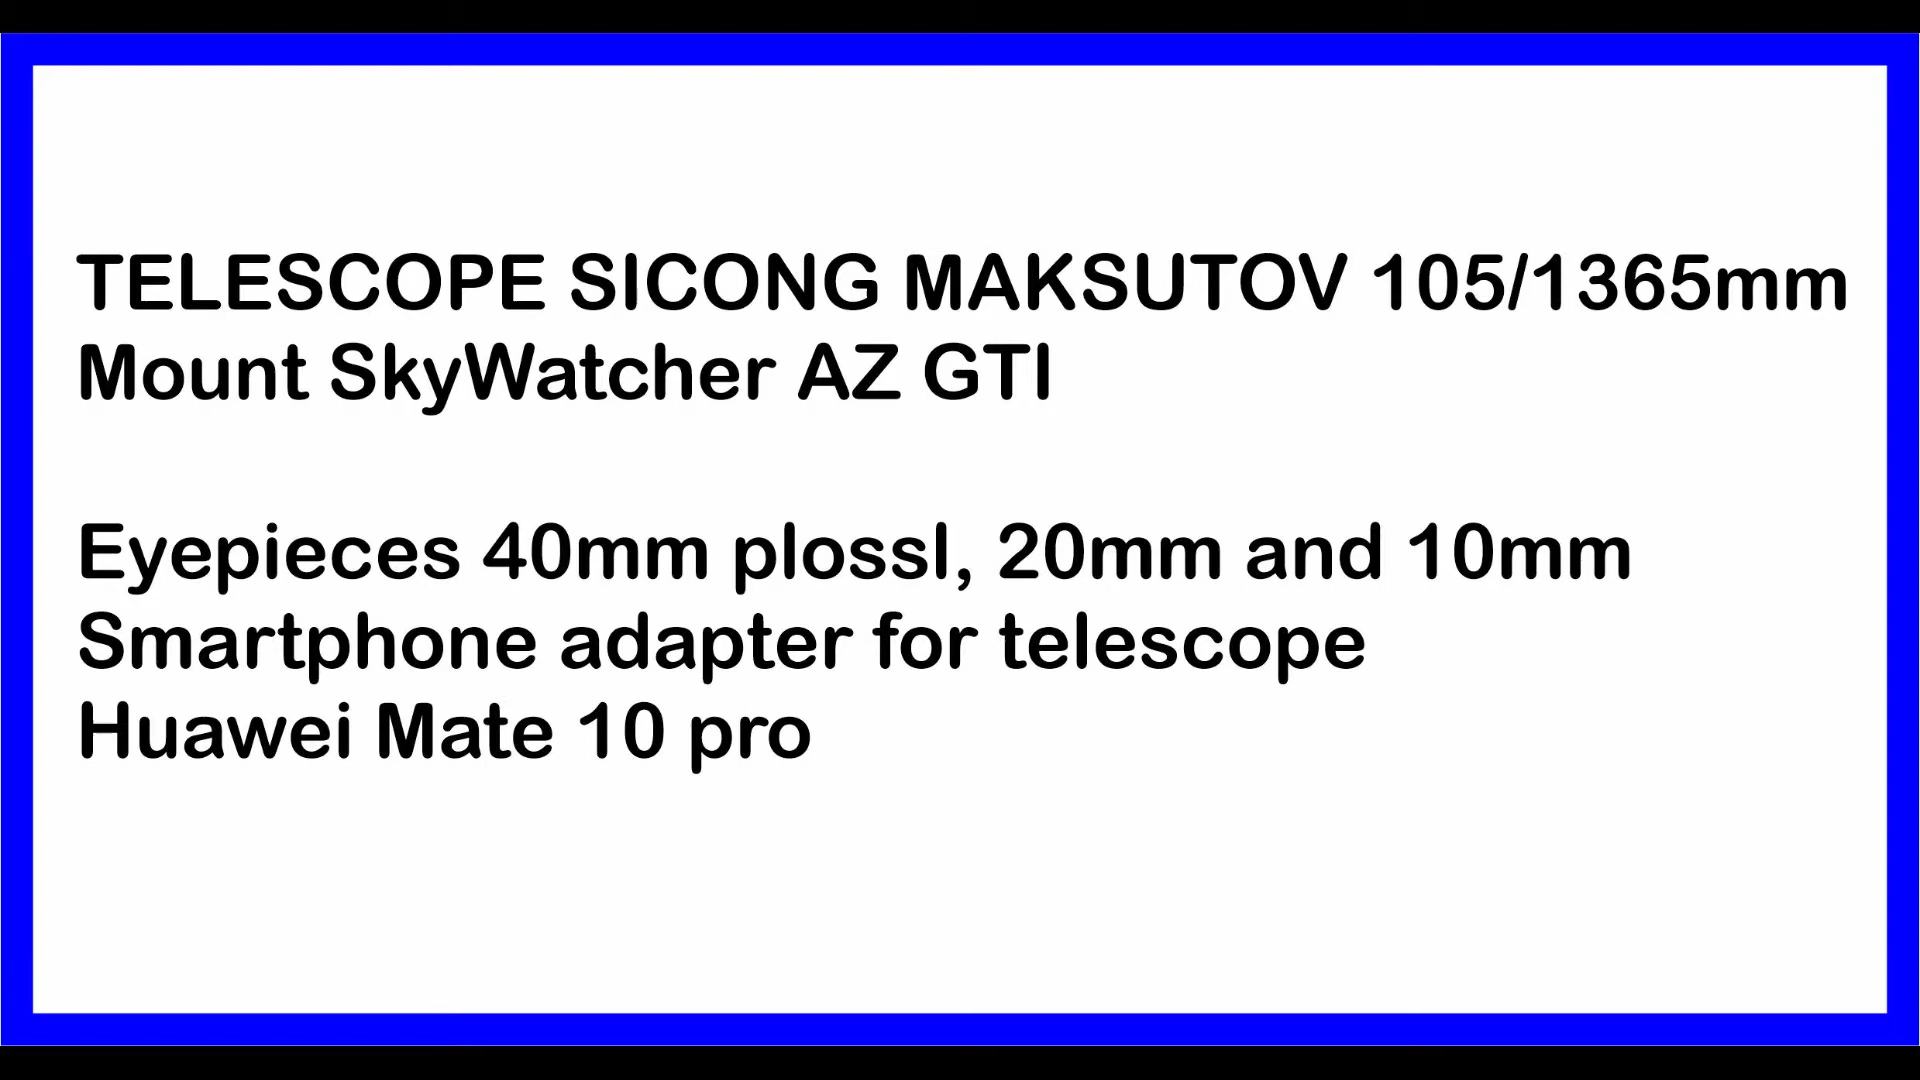 TELESCOPE SICONG MAKSUTOV 105/1365mm
Mount SkyWatcher AZ GTI
Eyepieces 40mm plossl, 20mm and 10mm
Smartphone adapter for telescope
Huawei Mate 10 pro